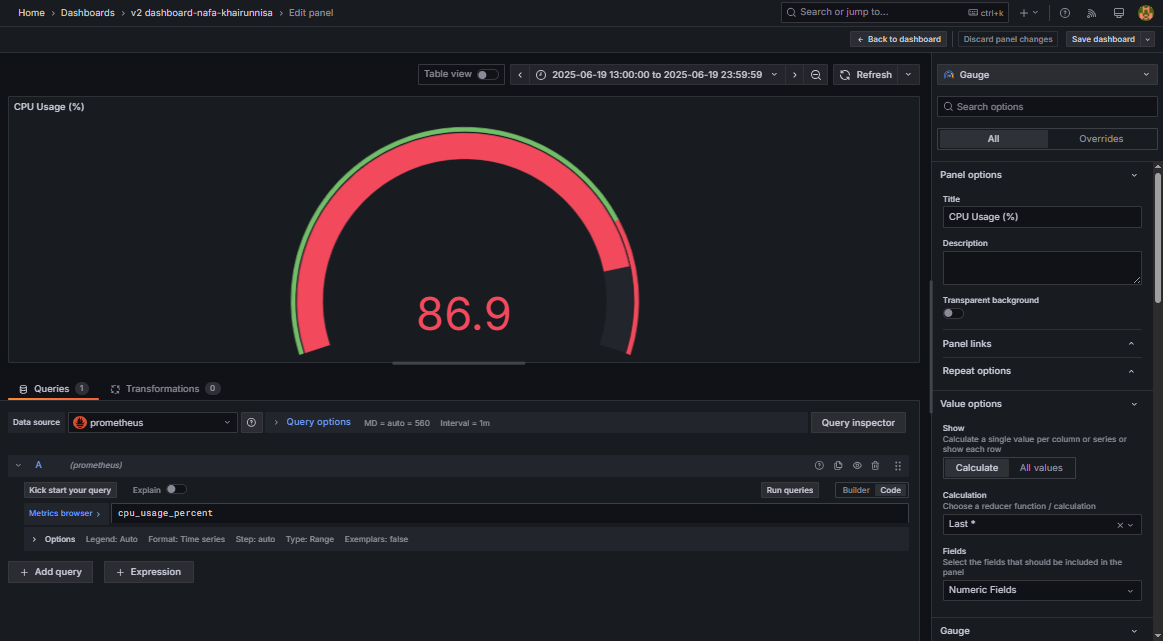 Home › Dashboards › v2 dashboard-nafa-khairunnisa › Edit panel
Search or jump to... ctrl+k
Back to dashboard Discard panel changes Save dashboard
Table view 2025-06-19 13:00:00 to 2025-06-19 23:59:59 Refresh
CPU Usage (%)
86.9
Queries 1 Transformations 0
Data source prometheus Query options MD = auto = 560 Interval = 1m Query inspector
A (prometheus)
Kick start your query Explain Run queries Builder Code
Metrics browser › cpu_usage_percent
Options Legend: Auto Format: Time series Step: auto Type: Range Exemplars: false
+ Add query + Expression
Gauge
Search options
All Overrides
Panel options
Title
CPU Usage (%)
Description
Transparent background
Panel links
Repeat options
Value options
Show
Calculate a single value per column or series or
show each row
Calculate All values
Calculation
Choose a reducer function / calculation
Last *
Fields
Select the fields that should be included in the
panel
Numeric Fields
Gauge